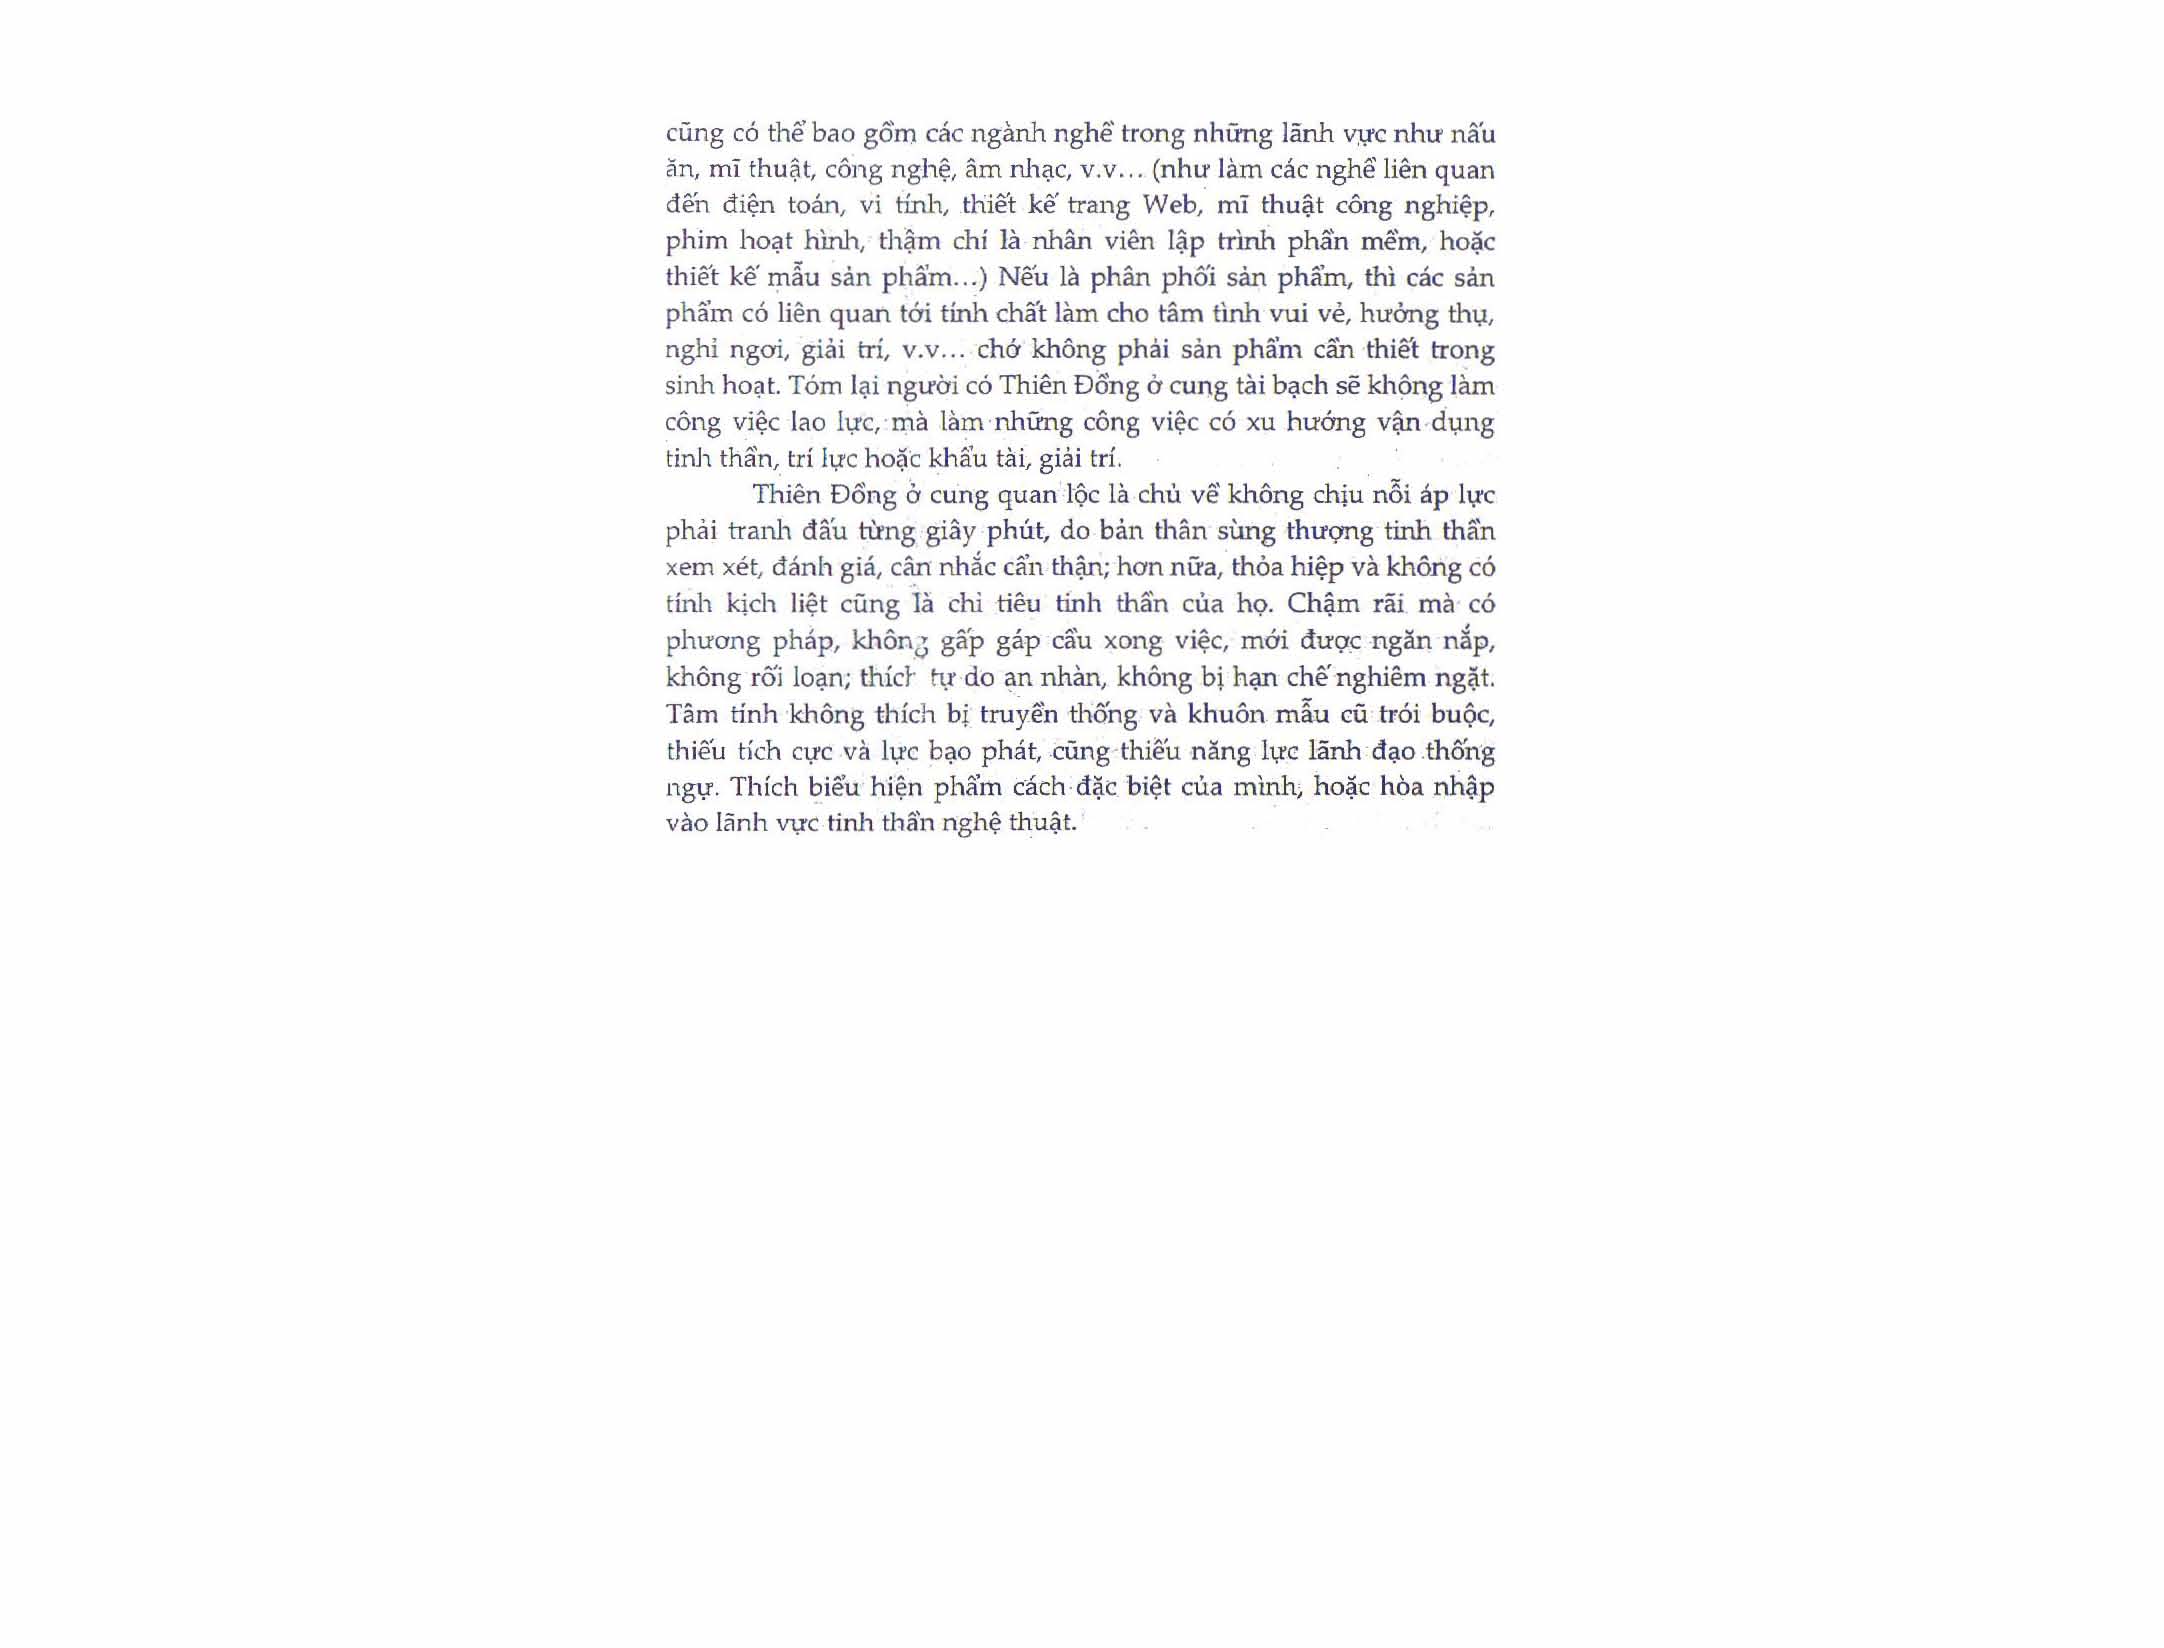 cũng có thể bao gồm các ngành nghề trong những lãnh vực như nấu
ăn, mĩ thuật, công nghệ, âm nhạc, v.v... (như làm các nghề liên quan
đến điện toán, vi tính, thiết kế trang Web, mĩ thuật công nghiệp,
phim hoạt hình, thậm chí là nhân viên lập trình phần mềm, hoặc
thiết kế mẫu sản phẩm...) Nếu là phân phối sản phẩm, thì các sản
phẩm có liên quan tới tính chất làm cho tâm tình vui vẻ, hưởng thụ,
nghỉ ngơi, giải trí, v.v... chớ không phải sản phẩm cần thiết trong
sinh hoạt. Tóm lại người có Thiên Đồng ở cung tài bạch sẽ không làm
công việc lao lực, mà làm những công việc có xu hướng vận dụng
tinh thần, trí lực hoặc khẩu tài, giải trí.
Thiên Đồng ở cung quan lộc là chủ về không chịu nỗi áp lực
phải tranh đấu từng giây phút, do bản thân sùng thượng tinh thần
xem xét, đánh giá, cân nhắc cẩn thận; hơn nữa, thỏa hiệp và không có
tính kịch liệt cũng là chỉ tiêu tinh thần của họ. Chậm rãi mà có
phương pháp, không gấp gáp cầu xong việc, mới được ngăn nắp,
không rối loạn; thích tự do an nhàn, không bị hạn chế nghiêm ngặt.
Tâm tính không thích bị truyền thống và khuôn mẫu cũ trói buộc,
thiếu tích cực và lực bạo phát, cũng thiếu năng lực lãnh đạo thống
ngự. Thích biểu hiện phẩm cách đặc biệt của mình, hoặc hòa nhập
vào lãnh vực tinh thần nghệ thuật.